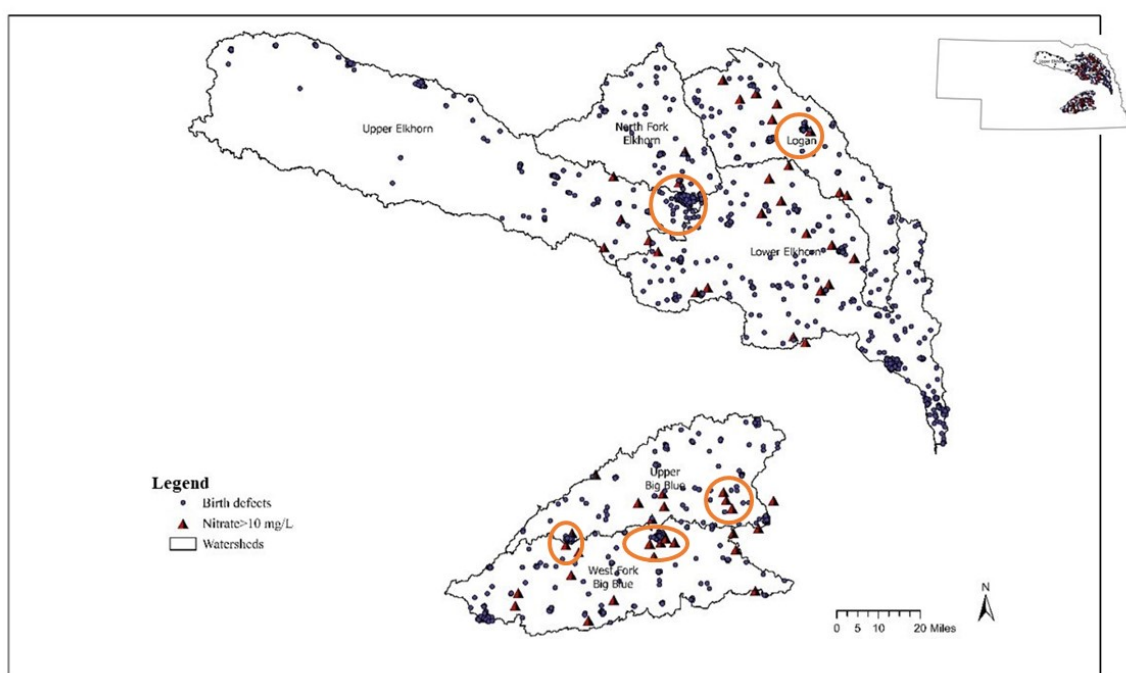 Upper Elkhorn
North Fork
Elkhorn
Logan
Lower Elkhorn
Upper
Big Blue
West Fork
Big Blue
Legend
Birth defects
Nitrate>10 mg/L
Watersheds
N
0 5 10 20 Miles